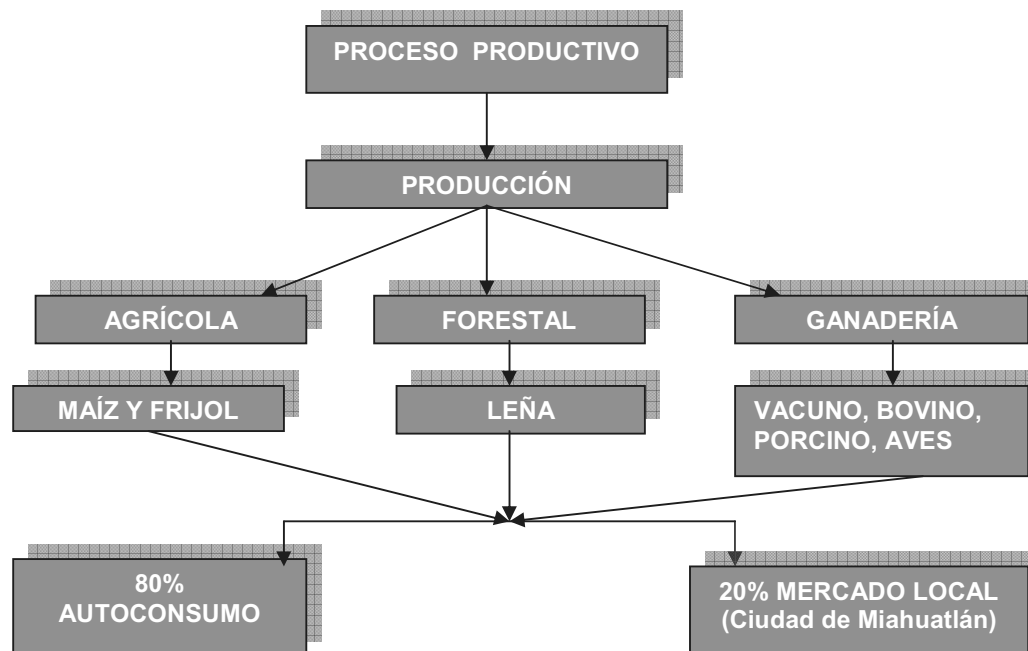 PROCESO PRODUCTIVO
PRODUCCIÓN
AGRÍCOLA
FORESTAL
GANADERÍA
MAÍZ Y FRIJOL
LEÑA
VACUNO, BOVINO,
PORCINO, AVES
80%
AUTOCONSUMO
20% MERCADO LOCAL
(Ciudad de Miahuatlán)